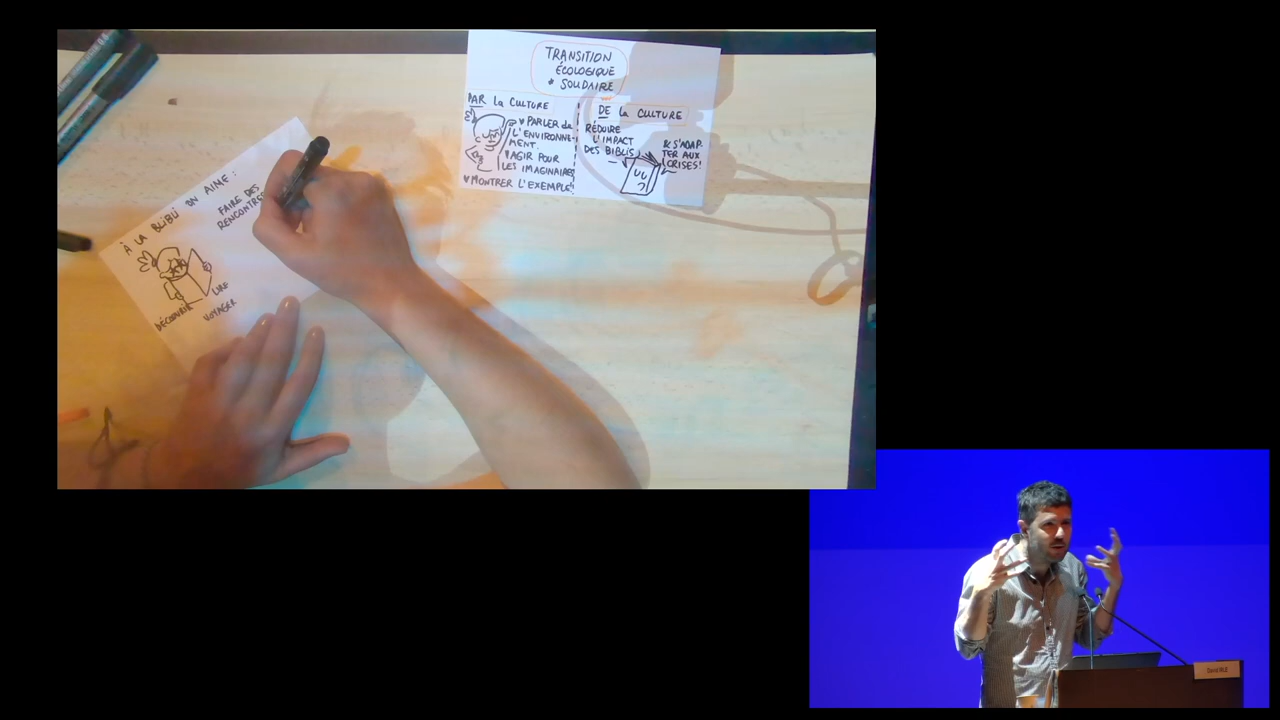 À LA BLIBLI ON AIME :
FAIRE DES
RENCONTRES
LIRE
DÉCOUVRIR
VOYAGER
TRANSITION
ÉCOLOGIQUE
* SOLIDAIRE
PAR La CULTURE
PARLER de
L'ENVIRONNE-
MENT.
AGIR POUR
LES IMAGINAIRES
MONTRER L'EXEMPLE!
DE la CULTURE
RÉDUIRE
L'IMPACT
DES BIBLIS
& S'ADAP-
TER AUX
CRISES!